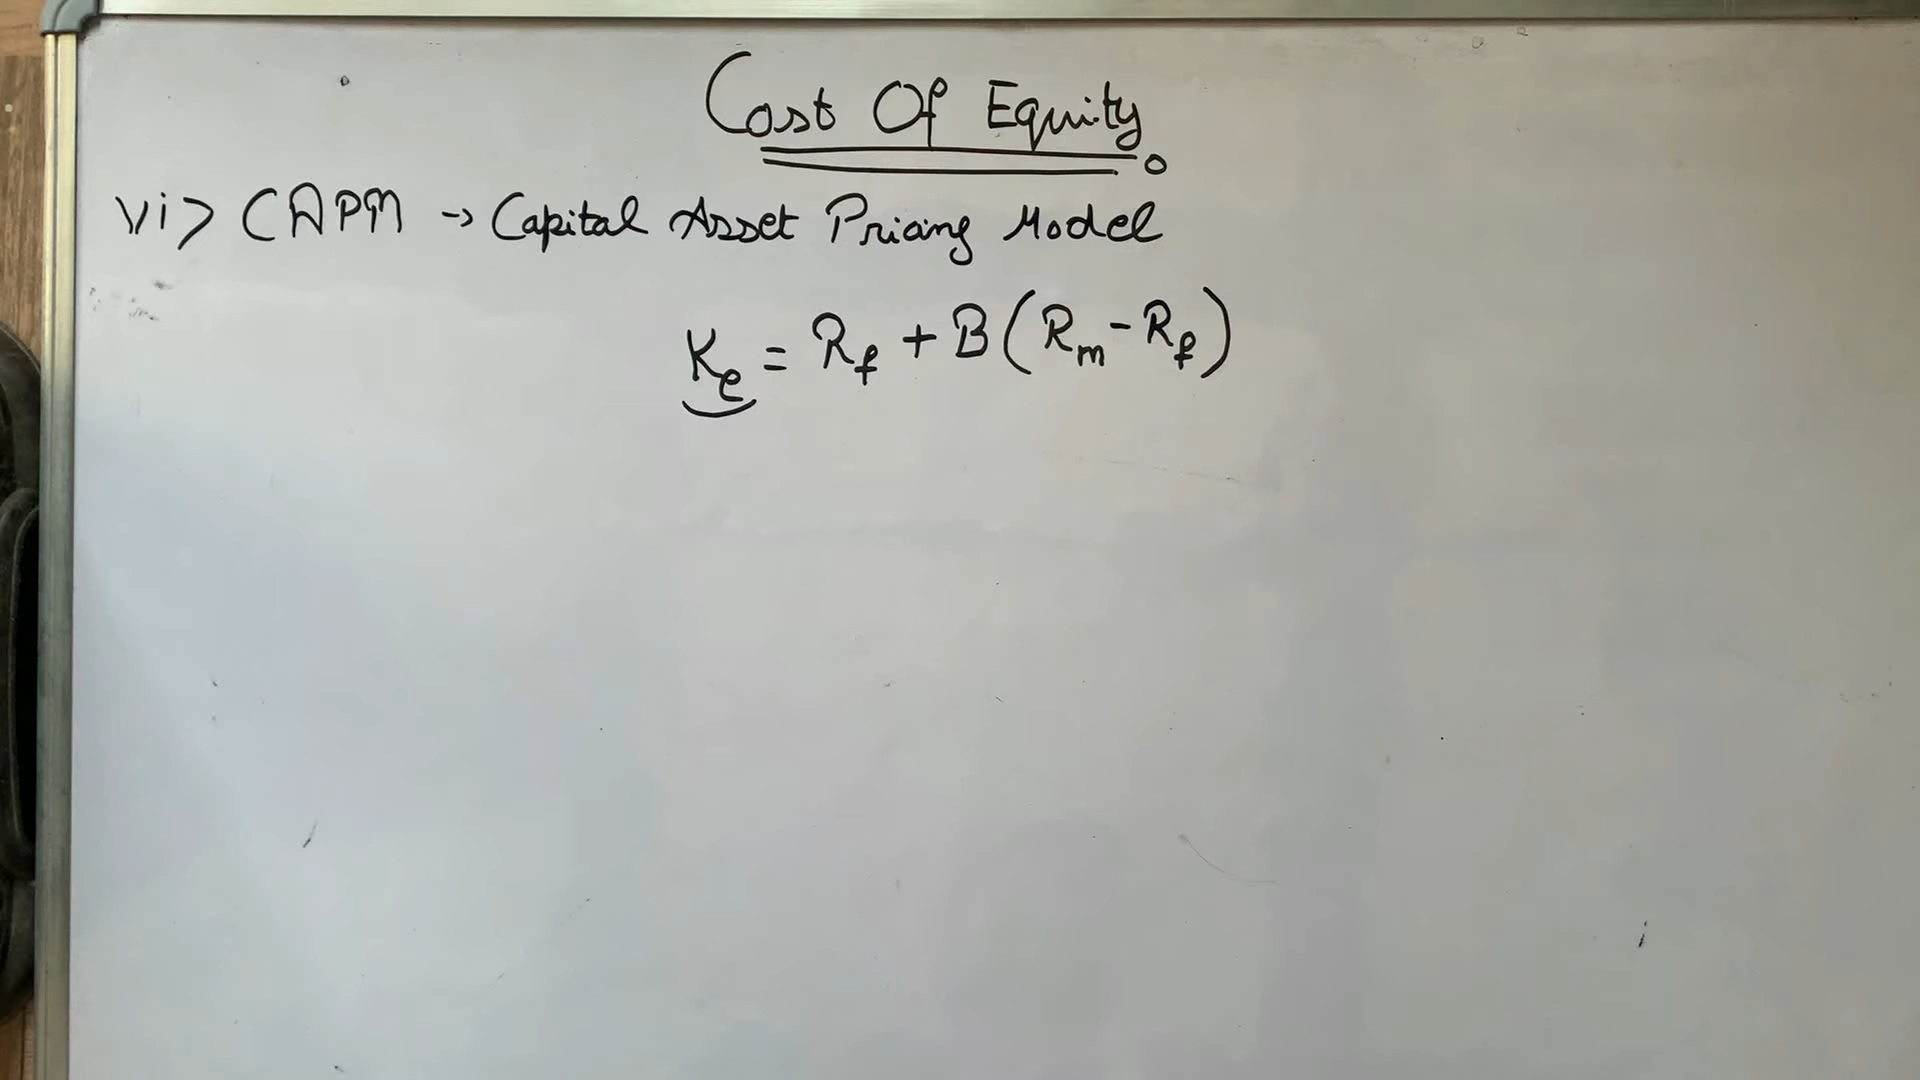 Cost Of Equity
vi> CAPM → Capital Asset Pricing Model
Ke = Rf + B(Rm - Rf)